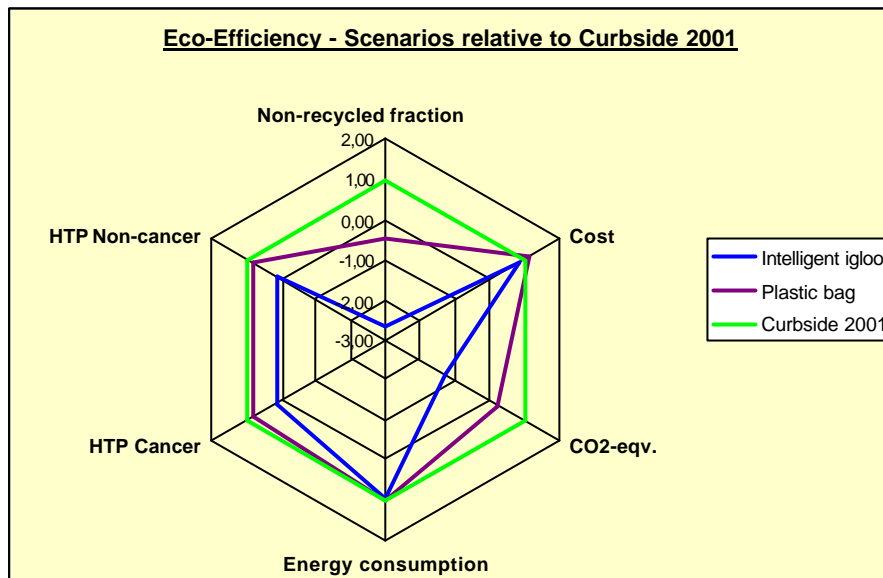 Eco-Efficiency - Scenarios relative to Curbside 2001
Non-recycled fraction
2,00
1,00
0,00
-1,00
-2,00
-3,00
HTP Non-cancer
Cost
HTP Cancer
CO2-eqv.
Energy consumption
Intelligent igloo
Plastic bag
Curbside 2001